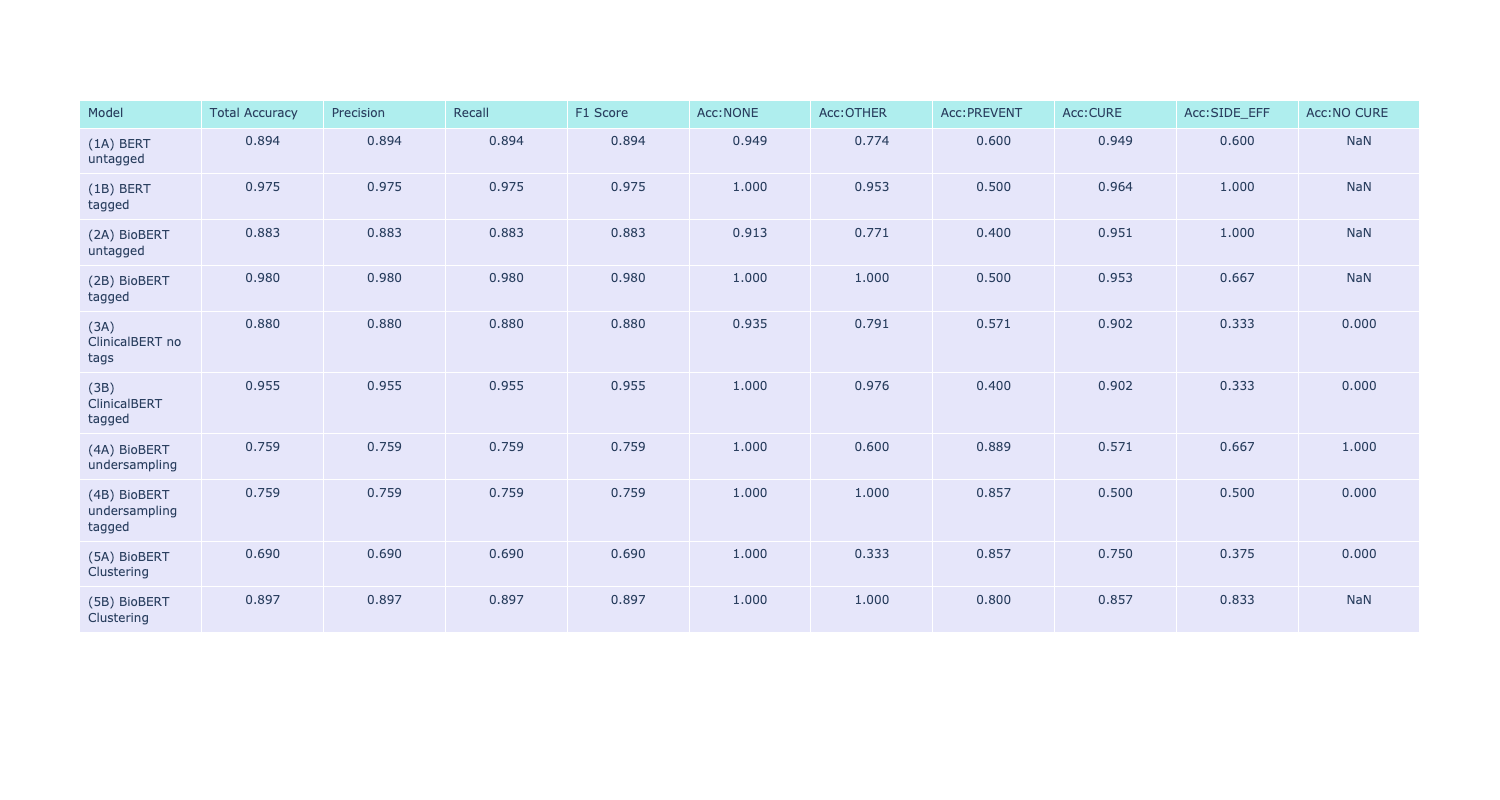 Model Total Accuracy Precision Recall F1 Score Acc:NONE Acc:OTHER Acc:PREVENT Acc:CURE Acc:SIDE_EFF Acc:NO CURE
(1A) BERT 0.894 0.894 0.894 0.894 0.949 0.774 0.600 0.949 0.600 NaN
untagged
(1B) BERT 0.975 0.975 0.975 0.975 1.000 0.953 0.500 0.964 1.000 NaN
tagged
(2A) BioBERT 0.883 0.883 0.883 0.883 0.913 0.771 0.400 0.951 1.000 NaN
untagged
(2B) BioBERT 0.980 0.980 0.980 0.980 1.000 1.000 0.500 0.953 0.667 NaN
tagged
(3A) 0.880 0.880 0.880 0.880 0.935 0.791 0.571 0.902 0.333 0.000
ClinicalBERT no
tags
(3B) 0.955 0.955 0.955 0.955 1.000 0.976 0.400 0.902 0.333 0.000
ClinicalBERT
tagged
(4A) BioBERT 0.759 0.759 0.759 0.759 1.000 0.600 0.889 0.571 0.667 1.000
undersampling
(4B) BioBERT 0.759 0.759 0.759 0.759 1.000 1.000 0.857 0.500 0.500 0.000
undersampling
tagged
(5A) BioBERT 0.690 0.690 0.690 0.690 1.000 0.333 0.857 0.750 0.375 0.000
Clustering
(5B) BioBERT 0.897 0.897 0.897 0.897 1.000 1.000 0.800 0.857 0.833 NaN
Clustering